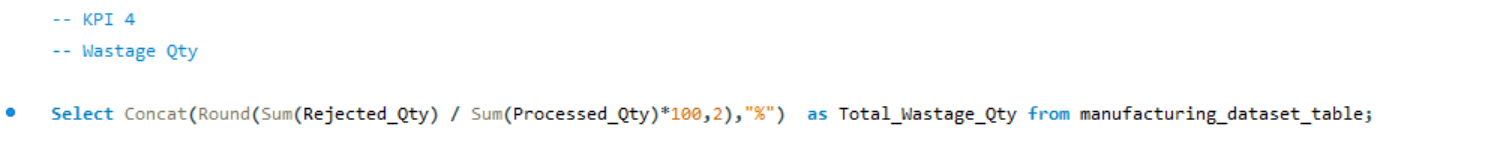 -- KPI 4
-- Wastage Qty
Select Concat(Round(Sum(Rejected_Qty) / Sum(Processed_Qty)*100,2),"%")  as Total_Wastage_Qty from manufacturing_dataset_table;